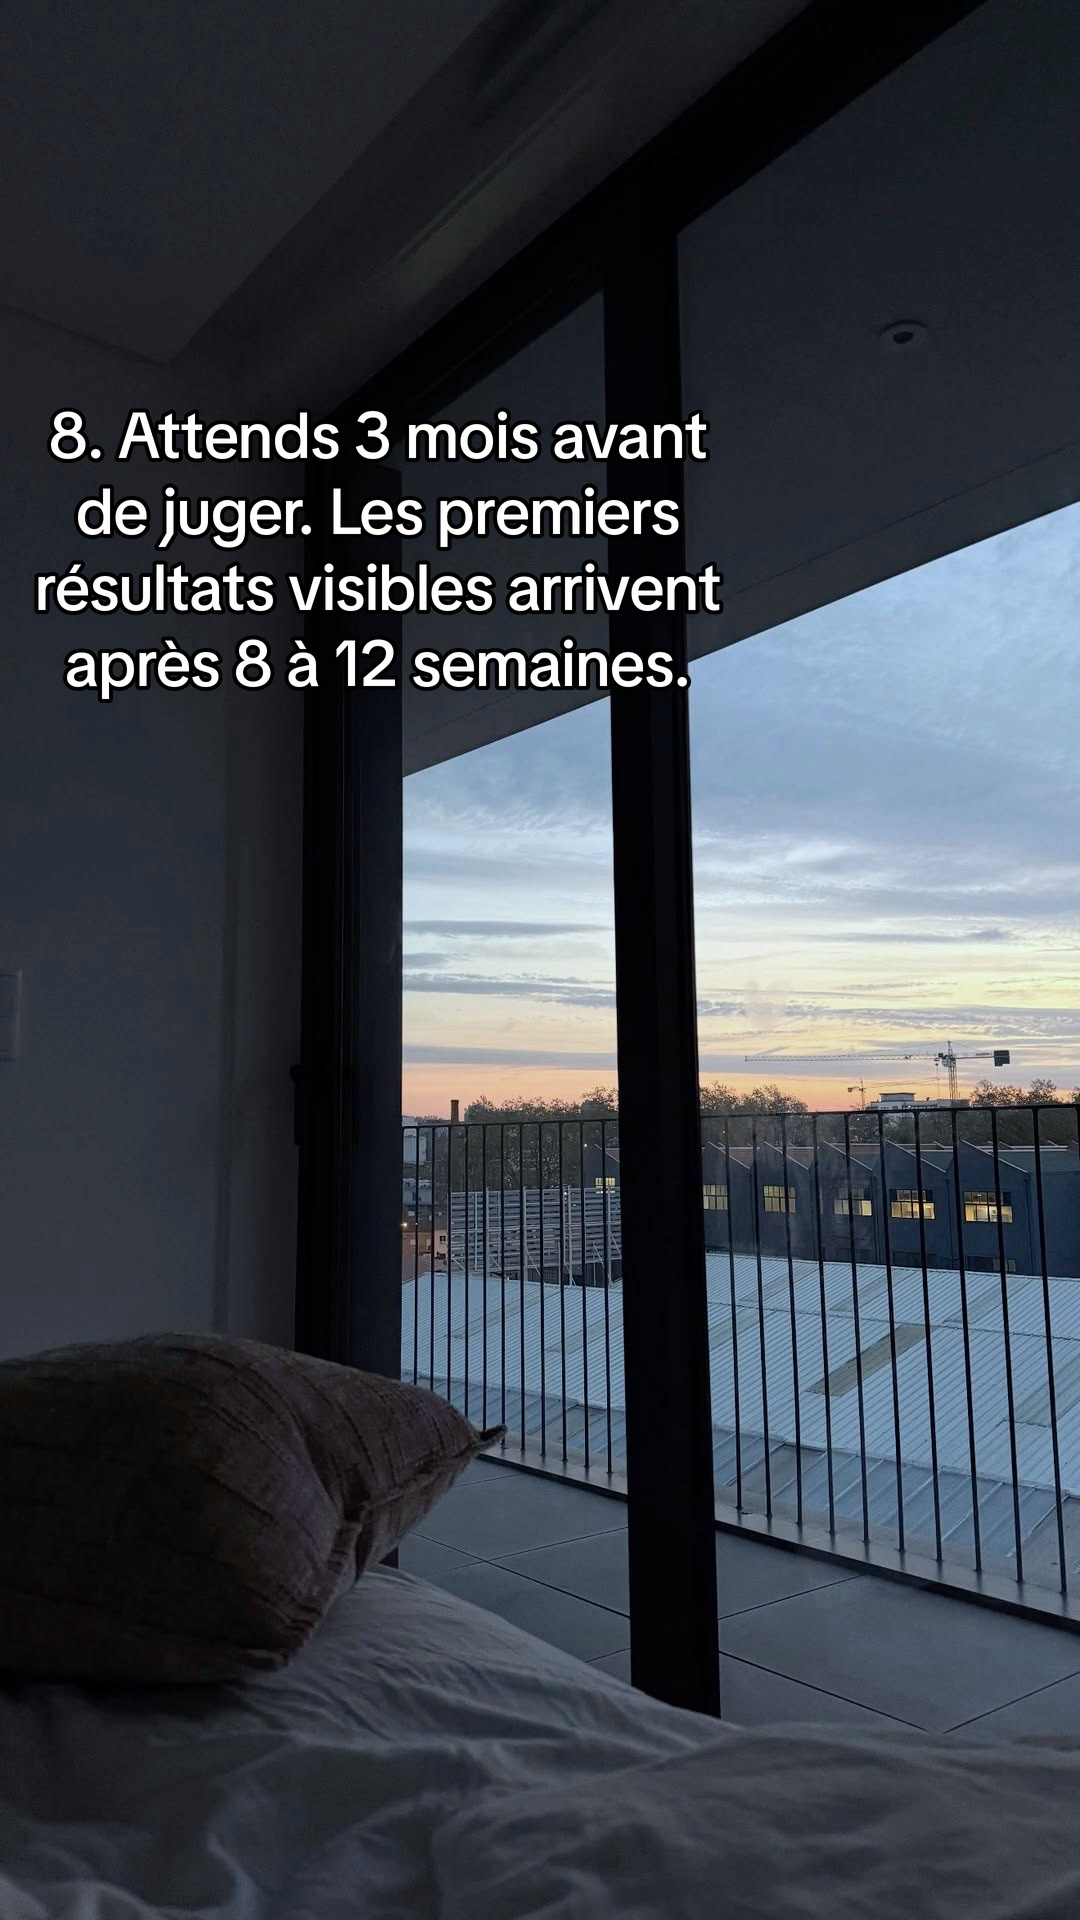 8. Attends 3 mois avant
de juger. Les premiers
résultats visibles arrivent
après 8 à 12 semaines.